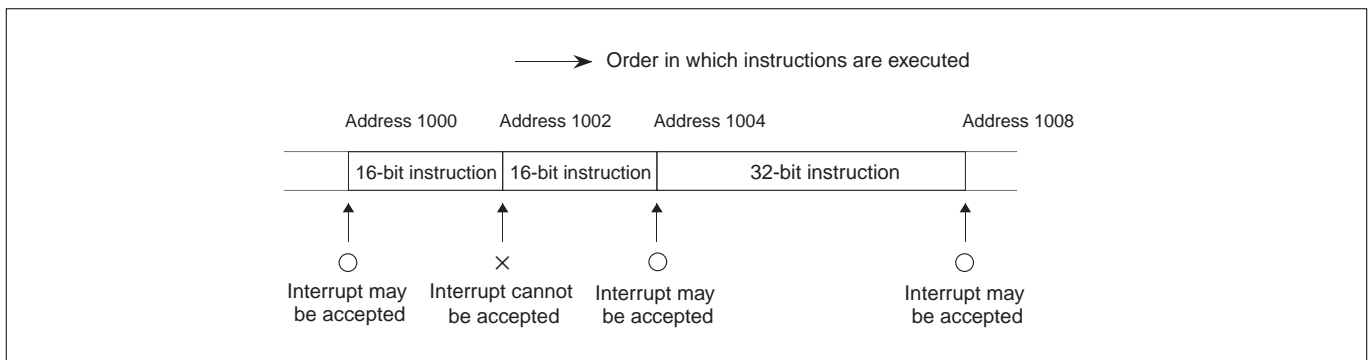 Order in which instructions are executed
Address 1000
Address 1002
Address 1004
Address 1008
16-bit instruction
16-bit instruction
32-bit instruction
Interrupt may
be accepted
Interrupt cannot
be accepted
Interrupt may
be accepted
Interrupt may
be accepted